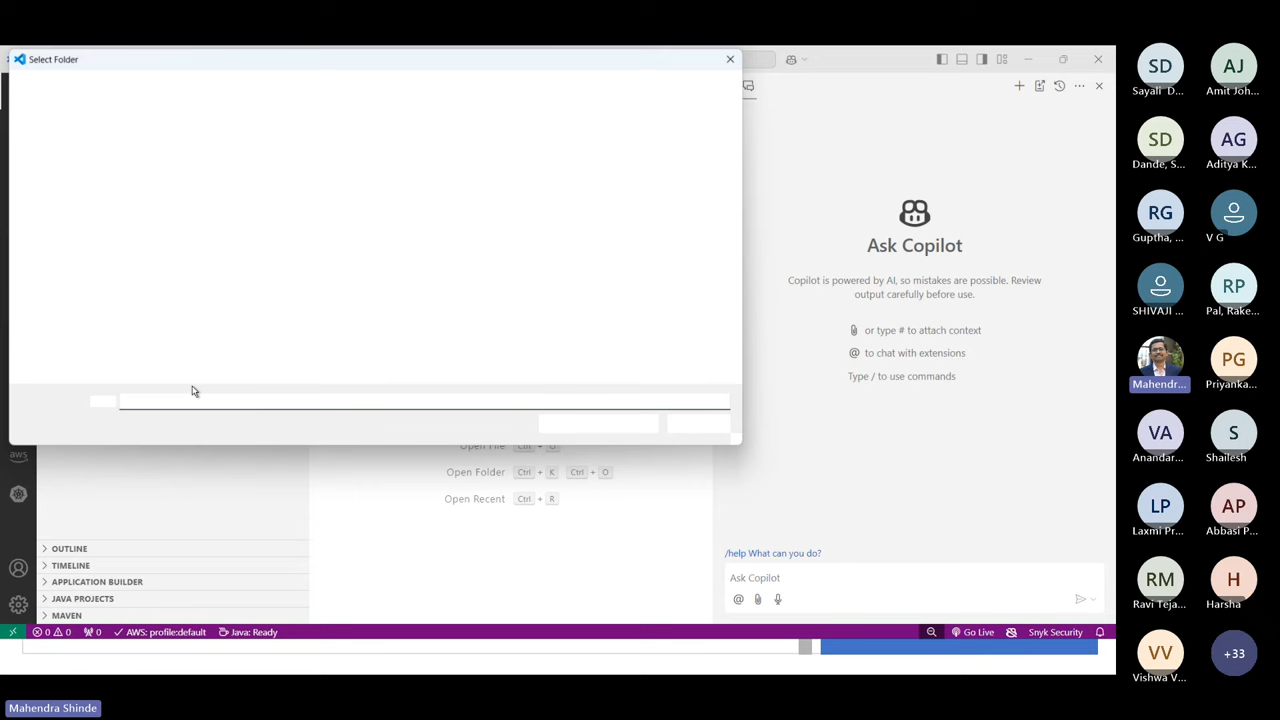 Select Folder
Ask Copilot
Copilot is powered by AI, so mistakes are possible. Review
output carefully before use.
or type # to attach context
@ to chat with extensions
Type / to use commands
Open Folder Ctrl + K Ctrl + O
Open Recent Ctrl + R
aws
OUTLINE
TIMELINE
APPLICATION BUILDER
JAVA PROJECTS
MAVEN
/help What can you do?
Ask Copilot
@
0 0 0 AWS: profile:default Java: Ready
Go Live Snyk Security
SD AJ
Sayali D... Amit Joh...
SD AG
Dande, S... Aditya K...
RG
Guptha, ... V G
RP
SHIVAJI ... Pal, Rake...
PG
Mahendr... Priyanka...
VA S
Anandar... Shailesh
LP AP
Laxmi Pr... Abbasi P...
RM H
Ravi Teja... Harsha
VV +33
Vishwa V...
Mahendra Shinde